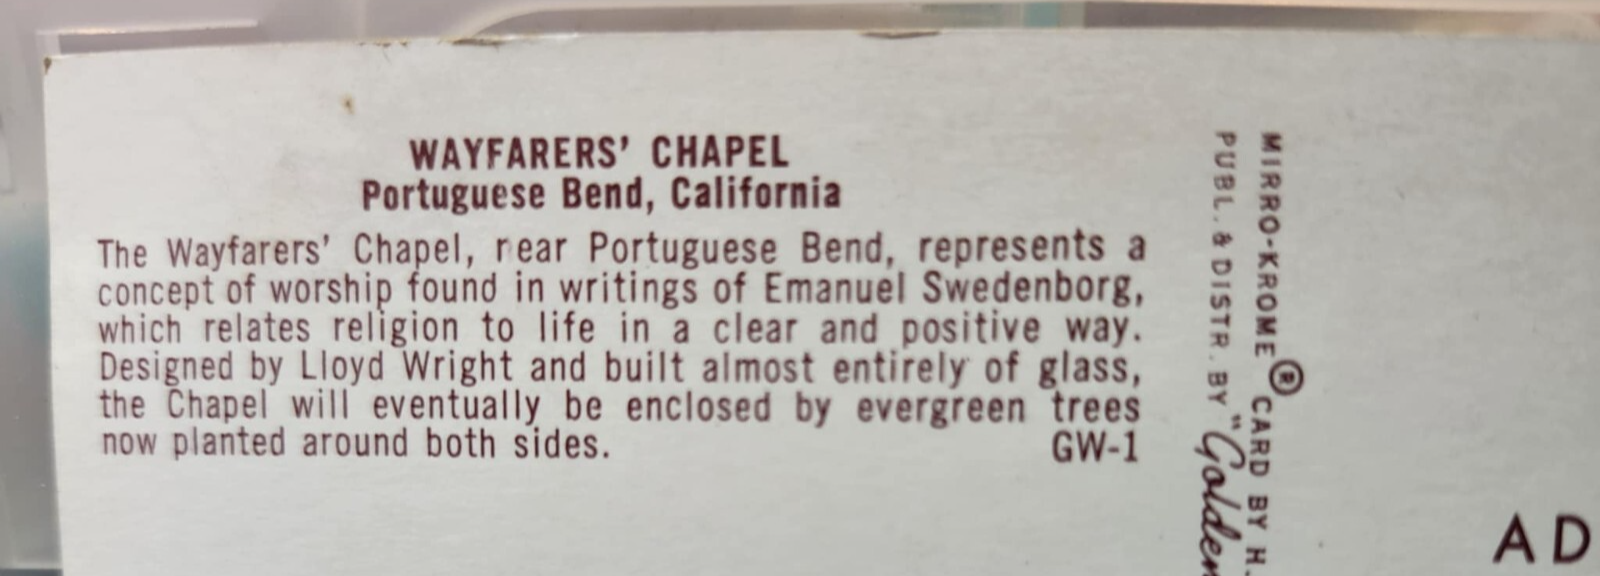 WAYFARERS' CHAPEL
Portuguese Bend, California
The Wayfarers' Chapel, near Portuguese Bend, represents a
concept of worship found in writings of Emanuel Swedenborg,
which relates religion to life in a clear and positive way.
Designed by Lloyd Wright and built almost entirely of glass,
the Chapel will eventually be enclosed by evergreen trees
now planted around both sides. GW-1
MIRRO-KROME® CARD BY H.
PUBL. & DISTR. BY "Golden
AD